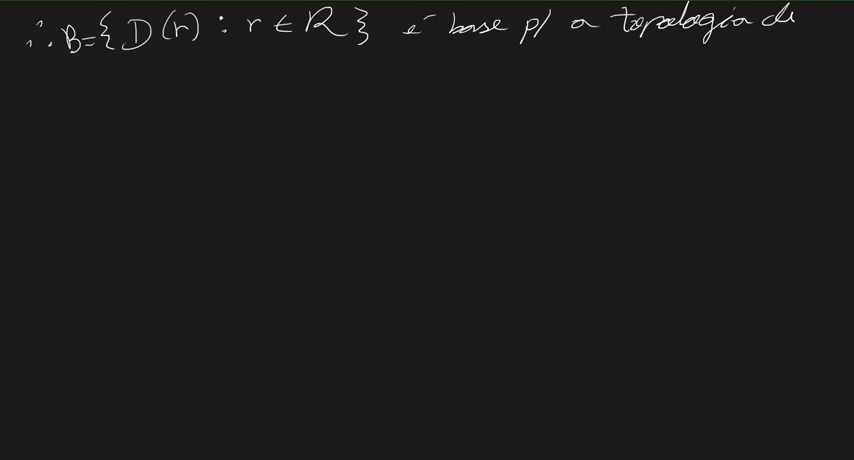 ∴ B={D(r) : r ∈ R} é base p/ a topologia de